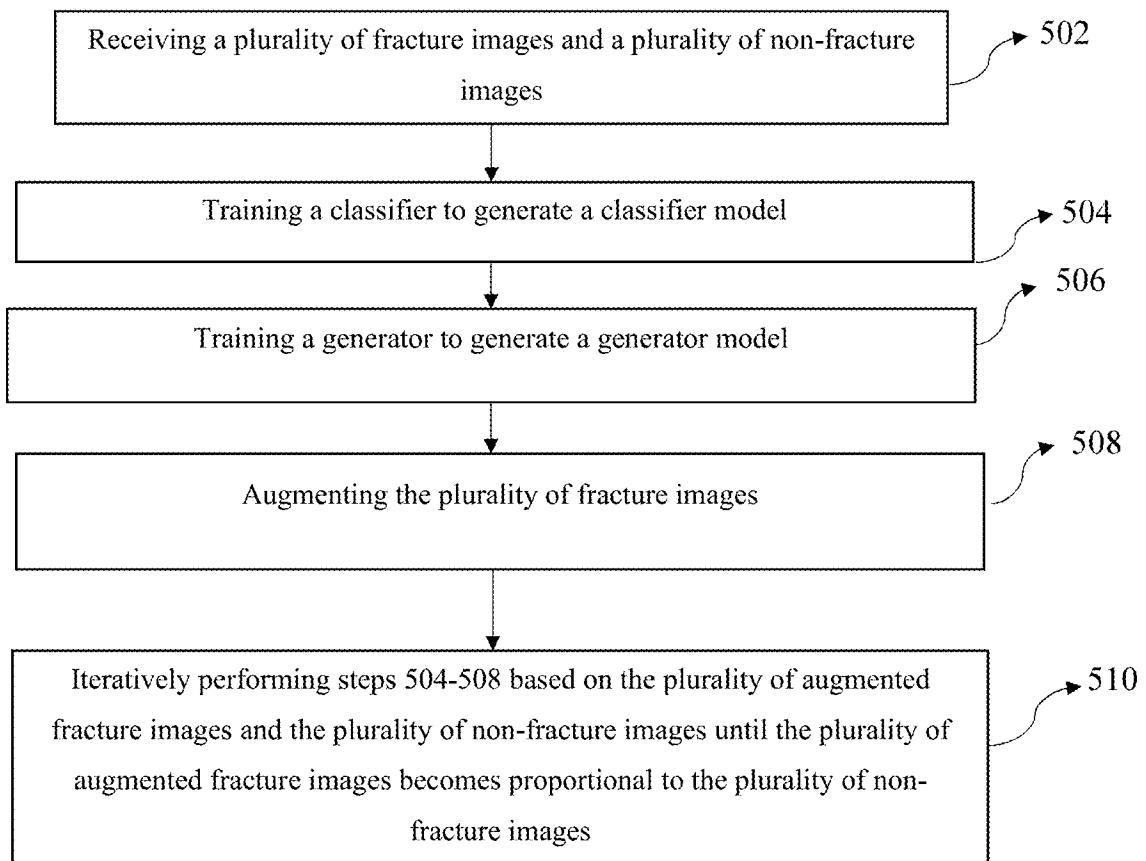 Receiving a plurality of fracture images and a plurality of non-fracture
images
502
Training a classifier to generate a classifier model
504
506
Training a generator to generate a generator model
508
Augmenting the plurality of fracture images
Iteratively performing steps 504-508 based on the plurality of augmented
fracture images and the plurality of non-fracture images until the plurality of
augmented fracture images becomes proportional to the plurality of non-
fracture images
510